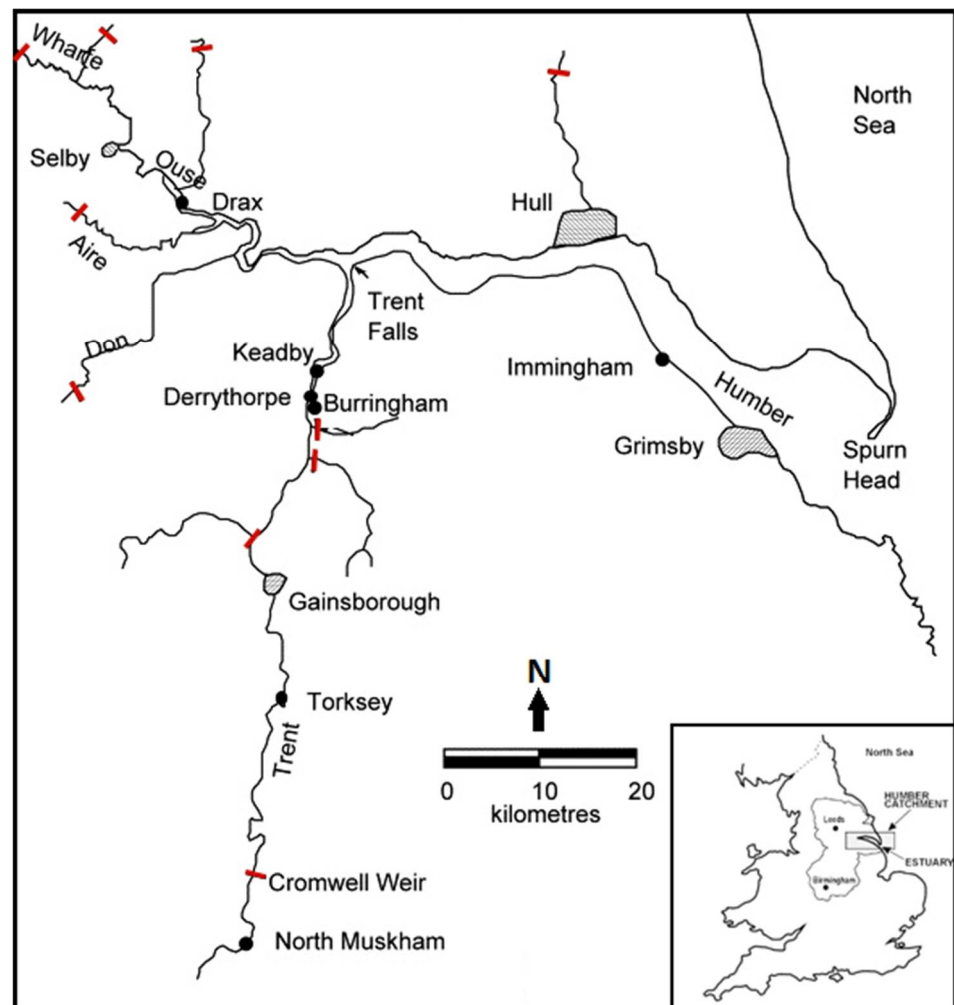 Wharfe
North
Sea
Selby
Ouse
Drax
Hull
Aire
Trent
Falls
Don
Keadby
Immingham
Derrythorpe
Burringham
Humber
Grimsby
Spurn
Head
Gainsborough
N
Torksey
Trent
0 10 20
kilometres
North Sea
HUMBER
CATCHMENT
Leeds
ESTUARY
Birmingham
Cromwell Weir
North Muskham